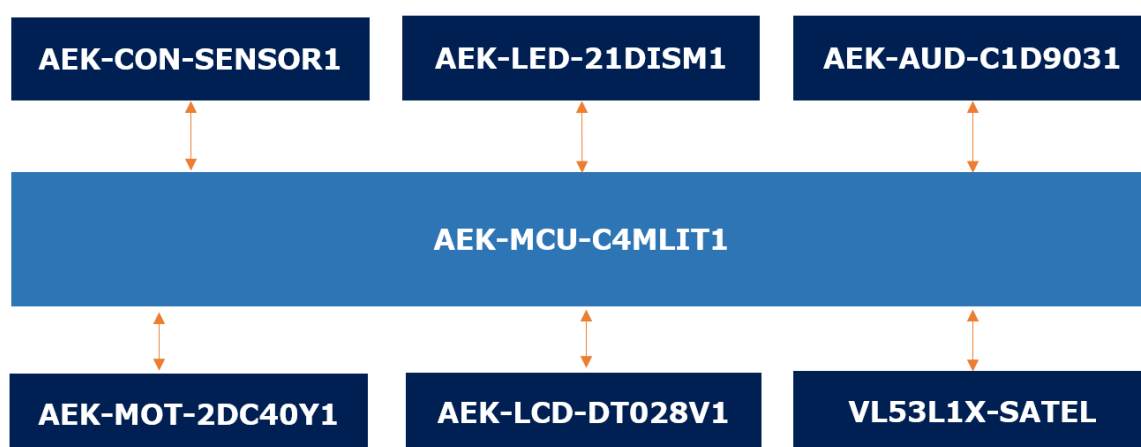 AEK-CON-SENSOR1
AEK-LED-21DISM1
AEK-AUD-C1D9031
AEK-MCU-C4MLIT1
AEK-MOT-2DC40Y1
AEK-LCD-DT028V1
VL53L1X-SATEL